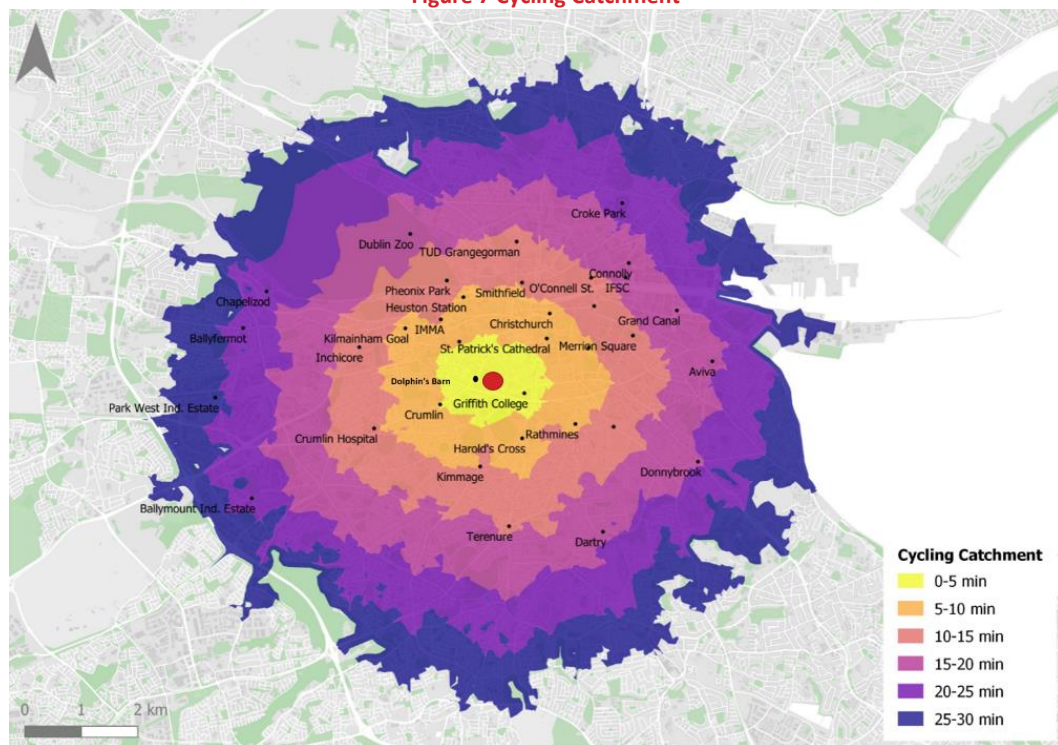 Figure 7 Cycling Catchment
Croke Park
Dublin Zoo
TUD Grangegorman
Connolly
Pheonix Park
Smithfield
O'Connell St.
IFSC
Chapelizod
Heuston Station
Christchurch
Grand Canal
IMMA
Ballyfermot
Kilmainham Goal
St. Patrick's Cathedral
Merrion Square
Inchicore
Aviva
Dolphin's Barn
Griffith College
Park West Ind. Estate
Crumlin
Crumlin Hospital
Rathmines
Harold's Cross
Donnybrook
Kimmage
Ballymount Ind. Estate
Terenure
Dartry
Cycling Catchment
0-5 min
5-10 min
10-15 min
15-20 min
20-25 min
25-30 min
0 1 2 km